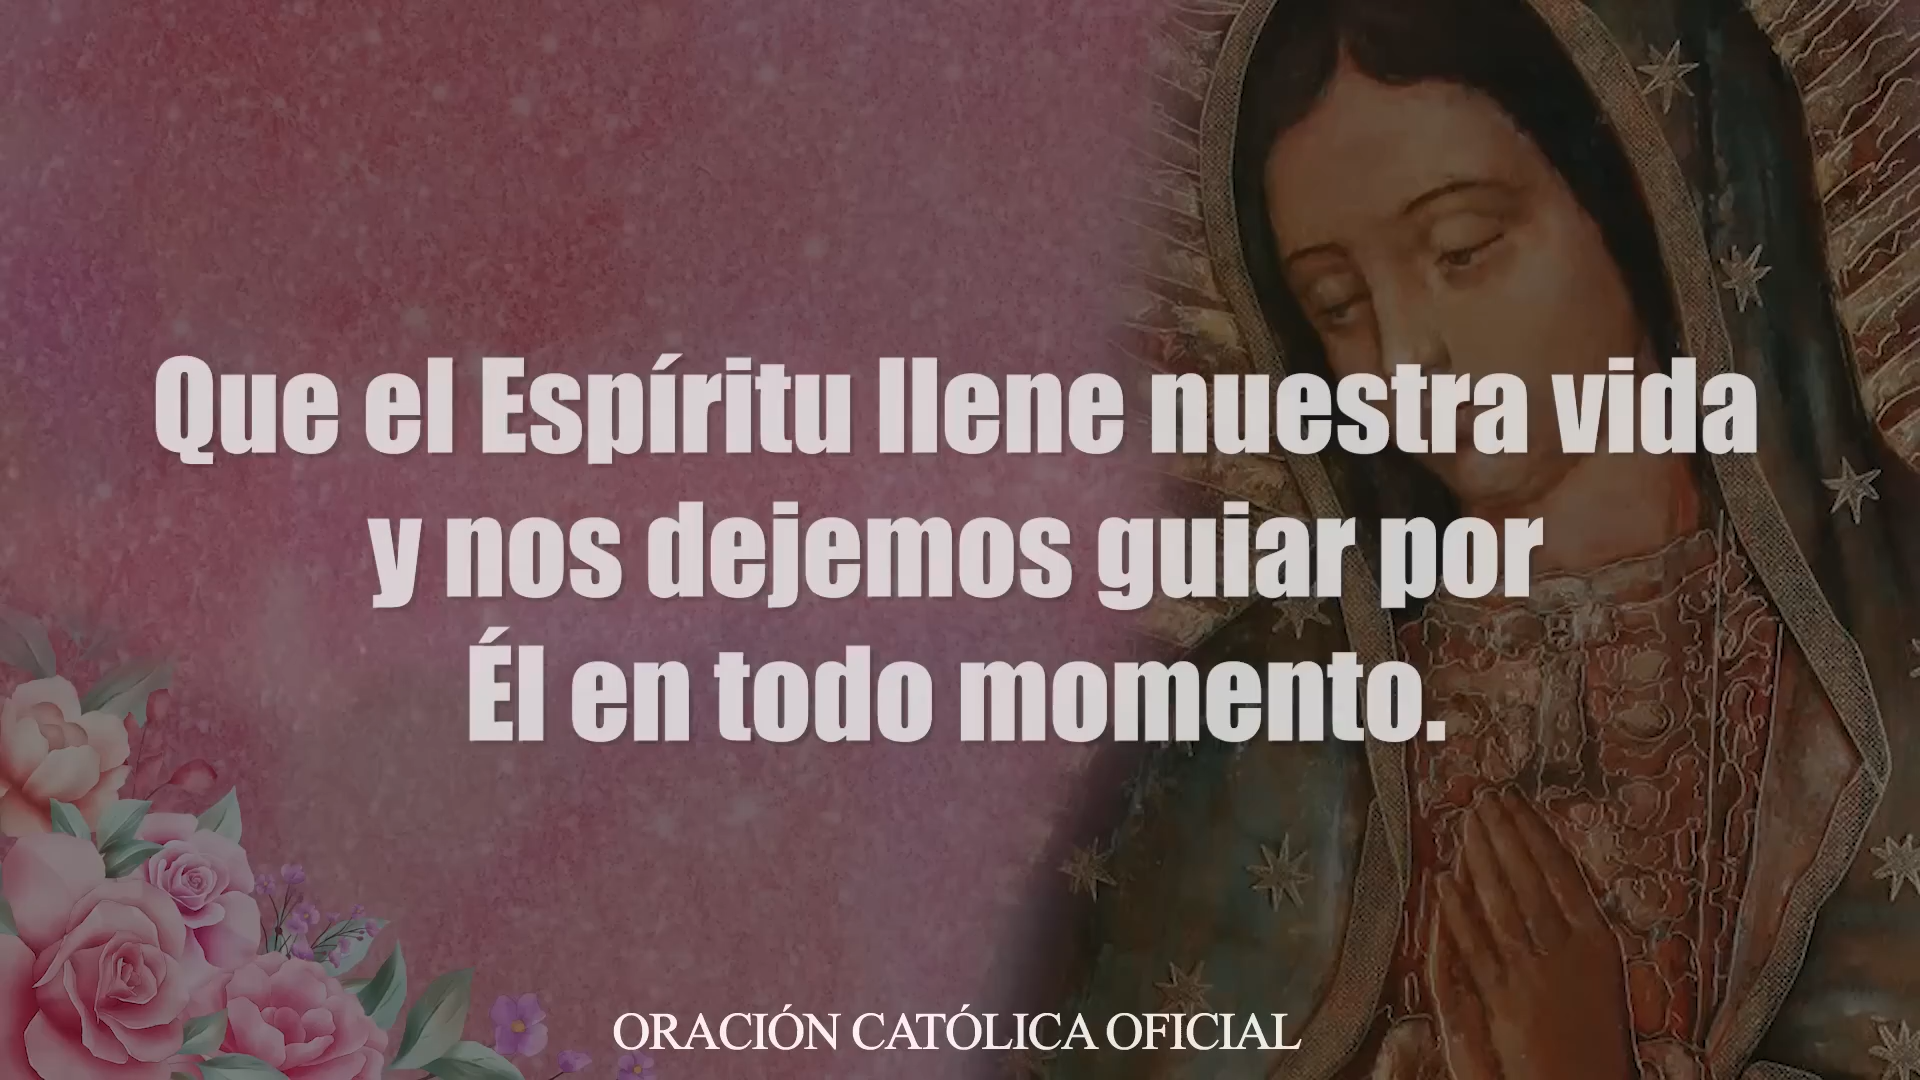 Que el Espíritu llene nuestra vida
y nos dejemos guiar por
Él en todo momento.
ORACIÓN CATÓLICA OFICIAL